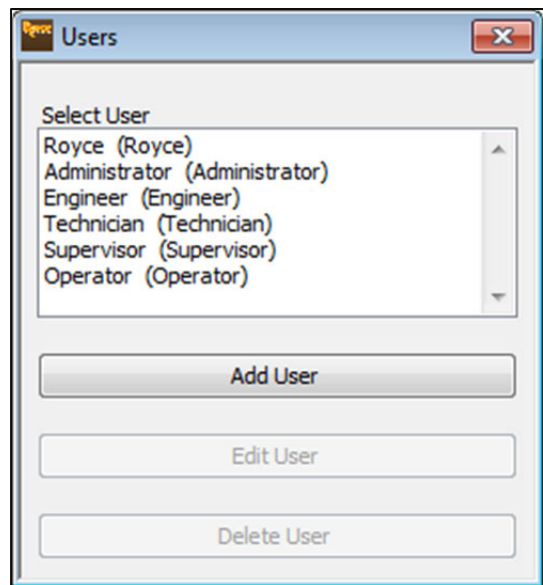 Royce
Users
Select User
Royce (Royce)
Administrator (Administrator)
Engineer (Engineer)
Technician (Technician)
Supervisor (Supervisor)
Operator (Operator)
Add User
Edit User
Delete User